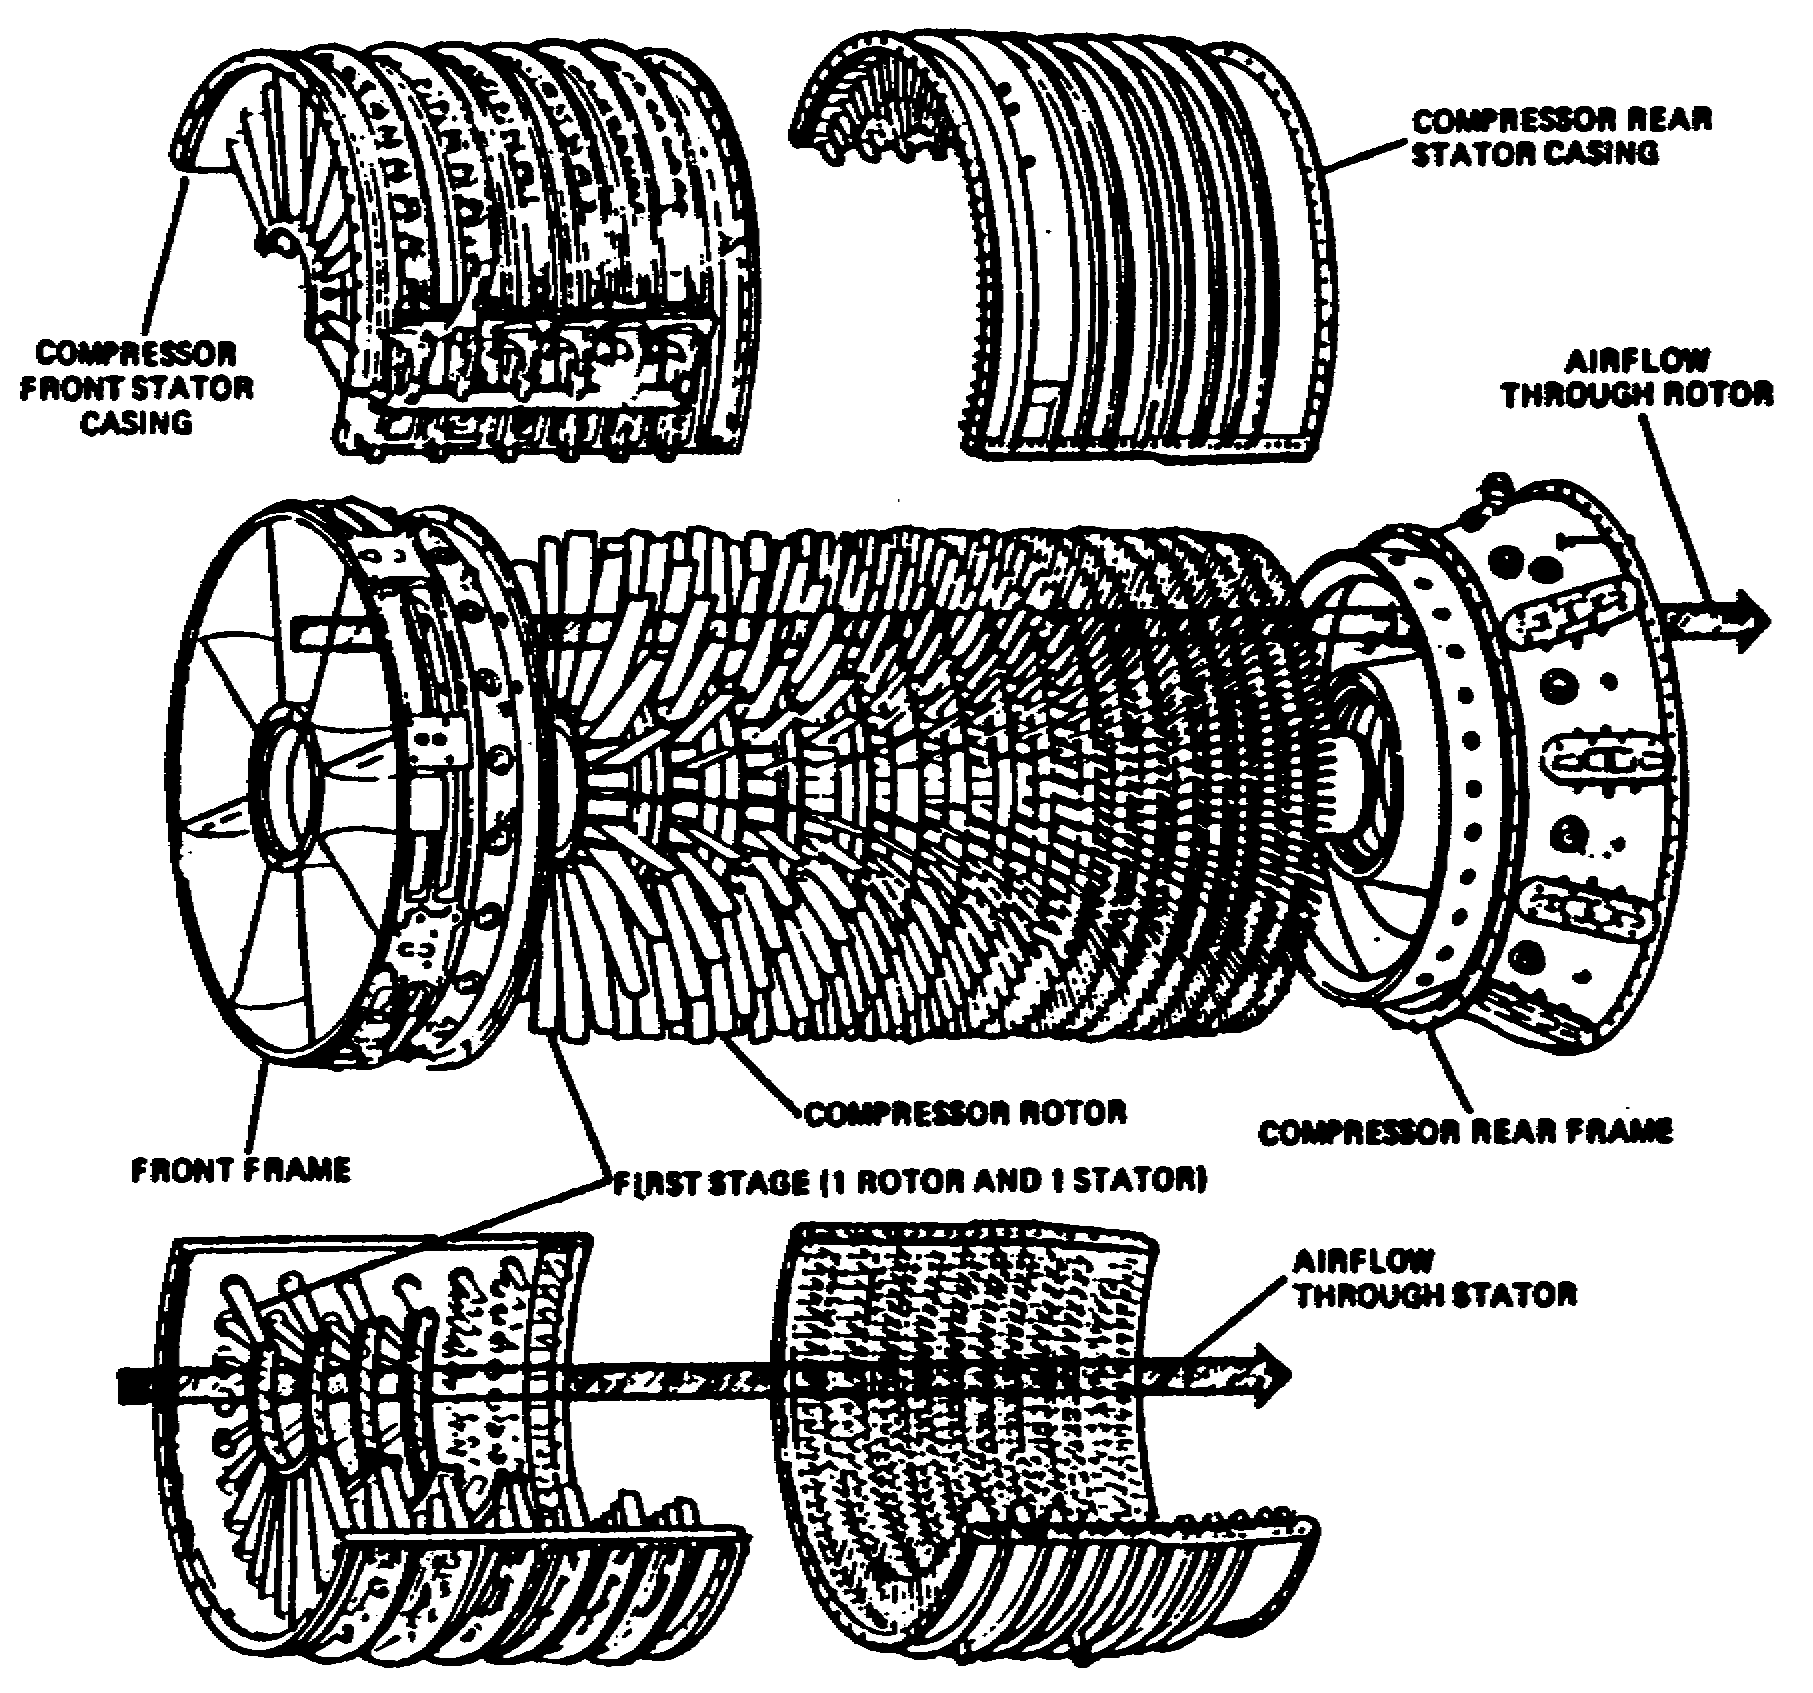 COMPRESSOR REAR
STATOR CASING
COMPRESSOR
FRONT STATOR
CASING
AIRFLOW
THROUGH ROTOR
COMPRESSOR ROTOR
COMPRESSOR REAR FRAME
FRONT FRAME
FIRST STAGE (1 ROTOR AND 1 STATOR)
AIRFLOW
THROUGH STATOR